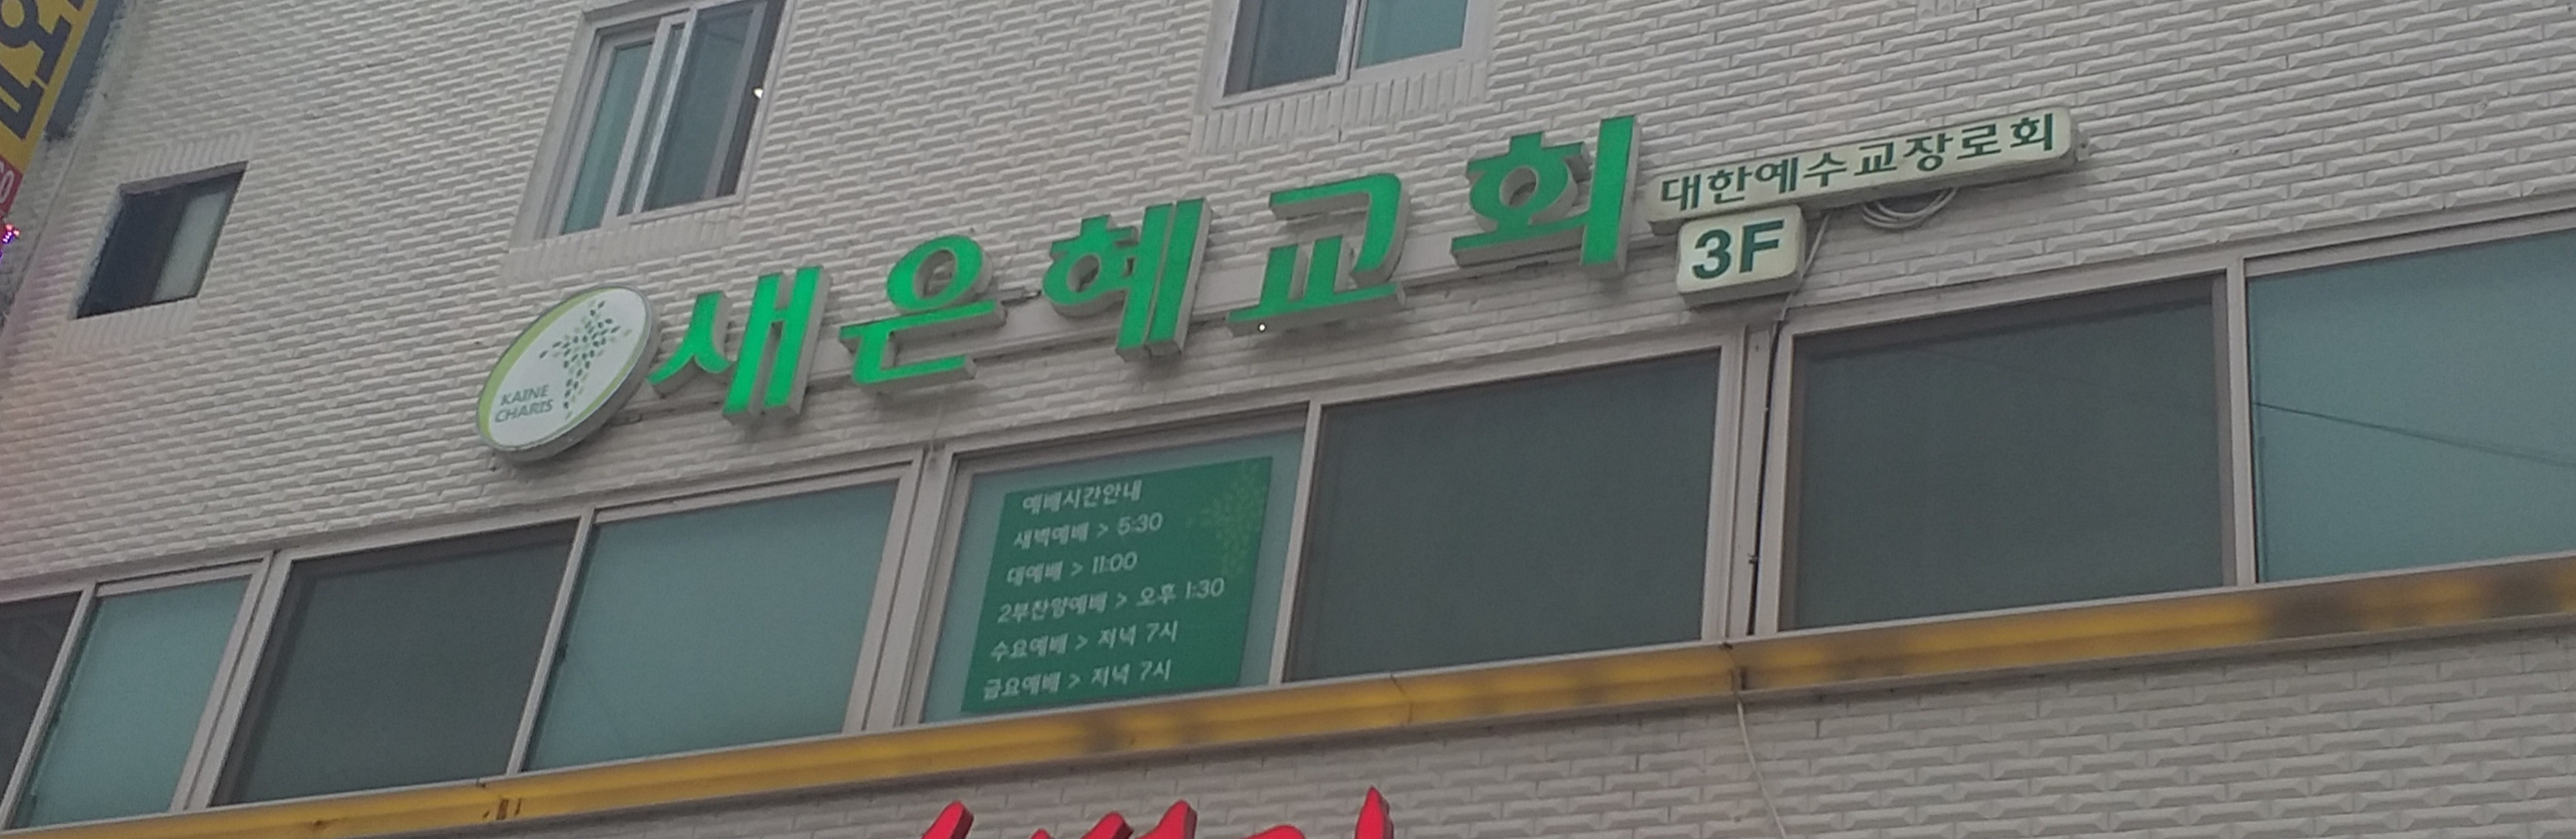 새은혜교회
대한예수교장로회
3F
KAINE
CHARIS
예배시간안내
새벽예배 > 5:30
대예배 > 11:00
2부찬양예배 > 오후 1:30
수요예배 > 저녁 7시
금요예배 > 저녁 7시